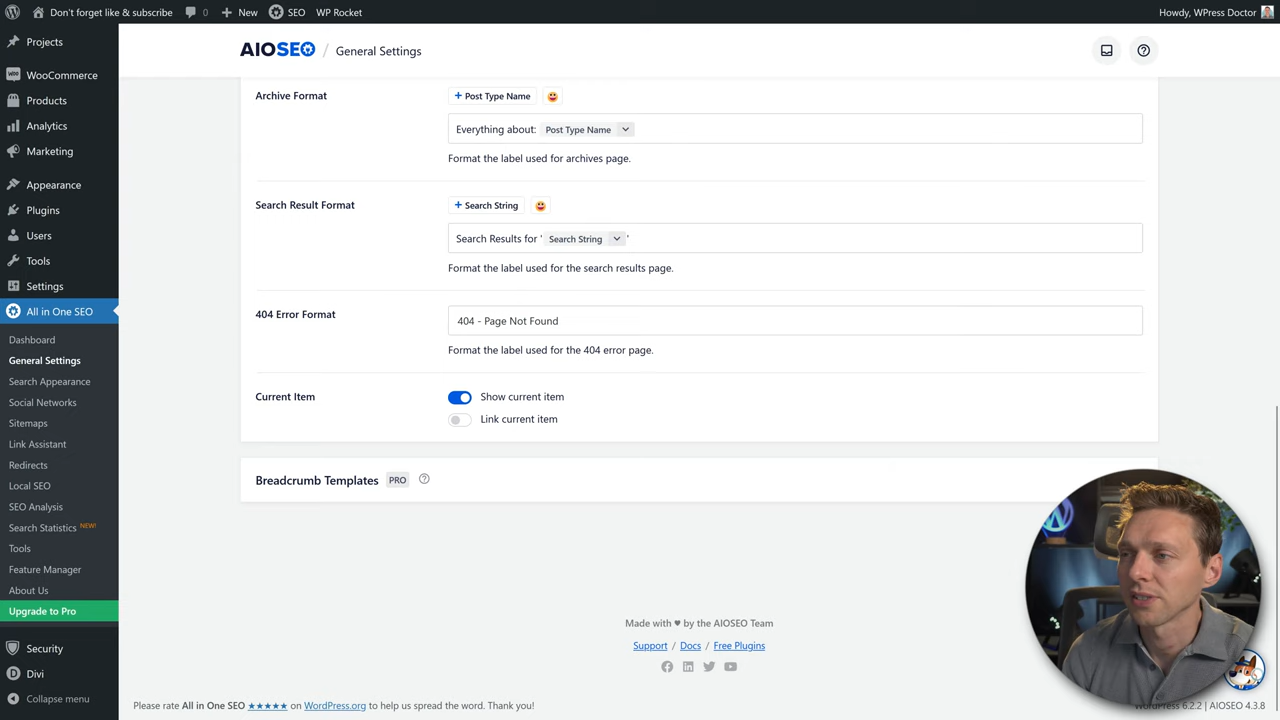 Don't forget like & subscribe
0
New
SEO
WP Rocket
Howdy, WPress Doctor
Projects
WooCommerce
Products
Analytics
Marketing
Appearance
Plugins
Users
Tools
Settings
All in One SEO
Dashboard
General Settings
Search Appearance
Social Networks
Sitemaps
Link Assistant
Redirects
Local SEO
SEO Analysis
Search Statistics NEW!
Tools
Feature Manager
About Us
Upgrade to Pro
Security
Divi
Collapse menu
AIOSEO / General Settings
Archive Format
+ Post Type Name
Everything about: Post Type Name
Format the label used for archives page.
Search Result Format
+ Search String
Search Results for ' Search String '
Format the label used for the search results page.
404 Error Format
404 - Page Not Found
Format the label used for the 404 error page.
Current Item
Show current item
Link current item
Breadcrumb Templates PRO
Made with ♥ by the AIOSEO Team
Support / Docs / Free Plugins
Please rate All in One SEO ★★★★★ on WordPress.org to help us spread the word. Thank you!
WordPress 6.2.2 | AIOSEO 4.3.8